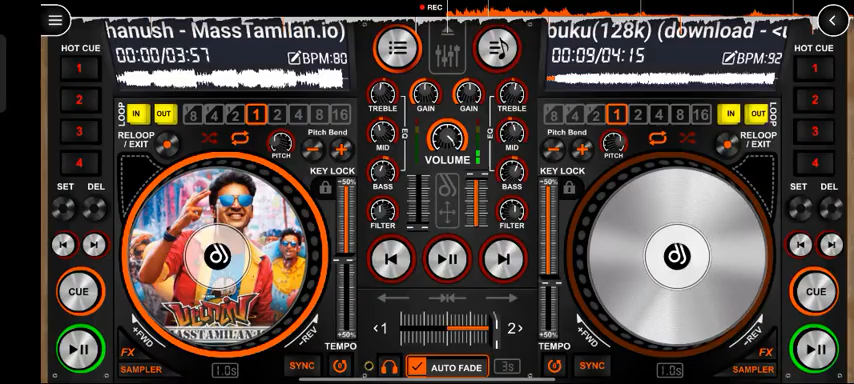 REC
hanush - MassTamilan.io)
00:00/03:57
BPM:80
buku(128k) (download - <u
00:09/04:15
BPM:92
HOT CUE
1
2
3
4
SET DEL
CUE
LOOP
IN OUT
8 4 2 1 2 4 8 16
RELOOP / EXIT
PITCH
Pitch Bend
KEY LOCK
-50%
+50%
TEMPO
+FWD
-REV
MASSTAMILAN
FX
SAMPLER
1.0s
SYNC
TREBLE
GAIN
GAIN
TREBLE
MID
EQ
VOLUME
EQ
MID
BASS
BASS
FILTER
FILTER
<1
2>
AUTO FADE
3s
8 4 2 1 2 4 8 16
IN OUT
LOOP
Pitch Bend
RELOOP / EXIT
PITCH
KEY LOCK
-50%
+50%
TEMPO
+FWD
-REV
SYNC
1.0s
FX
SAMPLER
HOT CUE
1
2
3
4
SET DEL
CUE